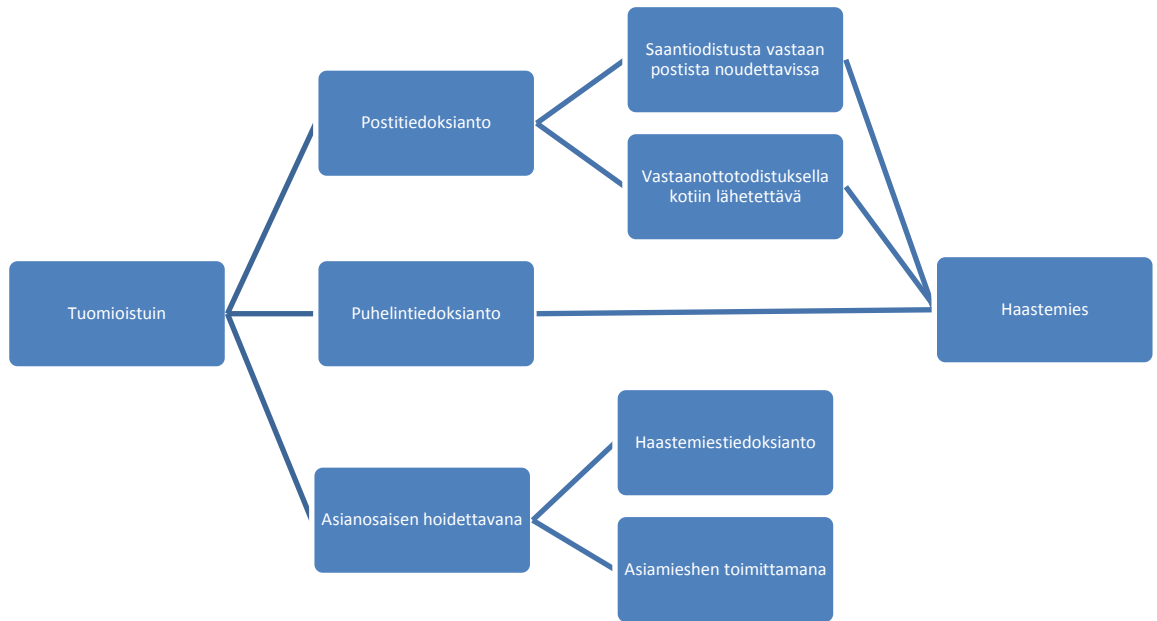 Saantiodistusta vastaan
postista noudettavissa
Postitiedoksianto
Vastaanottotodistuksella
kotiin lähetettävä
Tuomioistuin
Puhelintiedoksianto
Haastemies
Haastemiestiedoksianto
Asianosaisen hoidettavana
Asiamieshen toimittamana